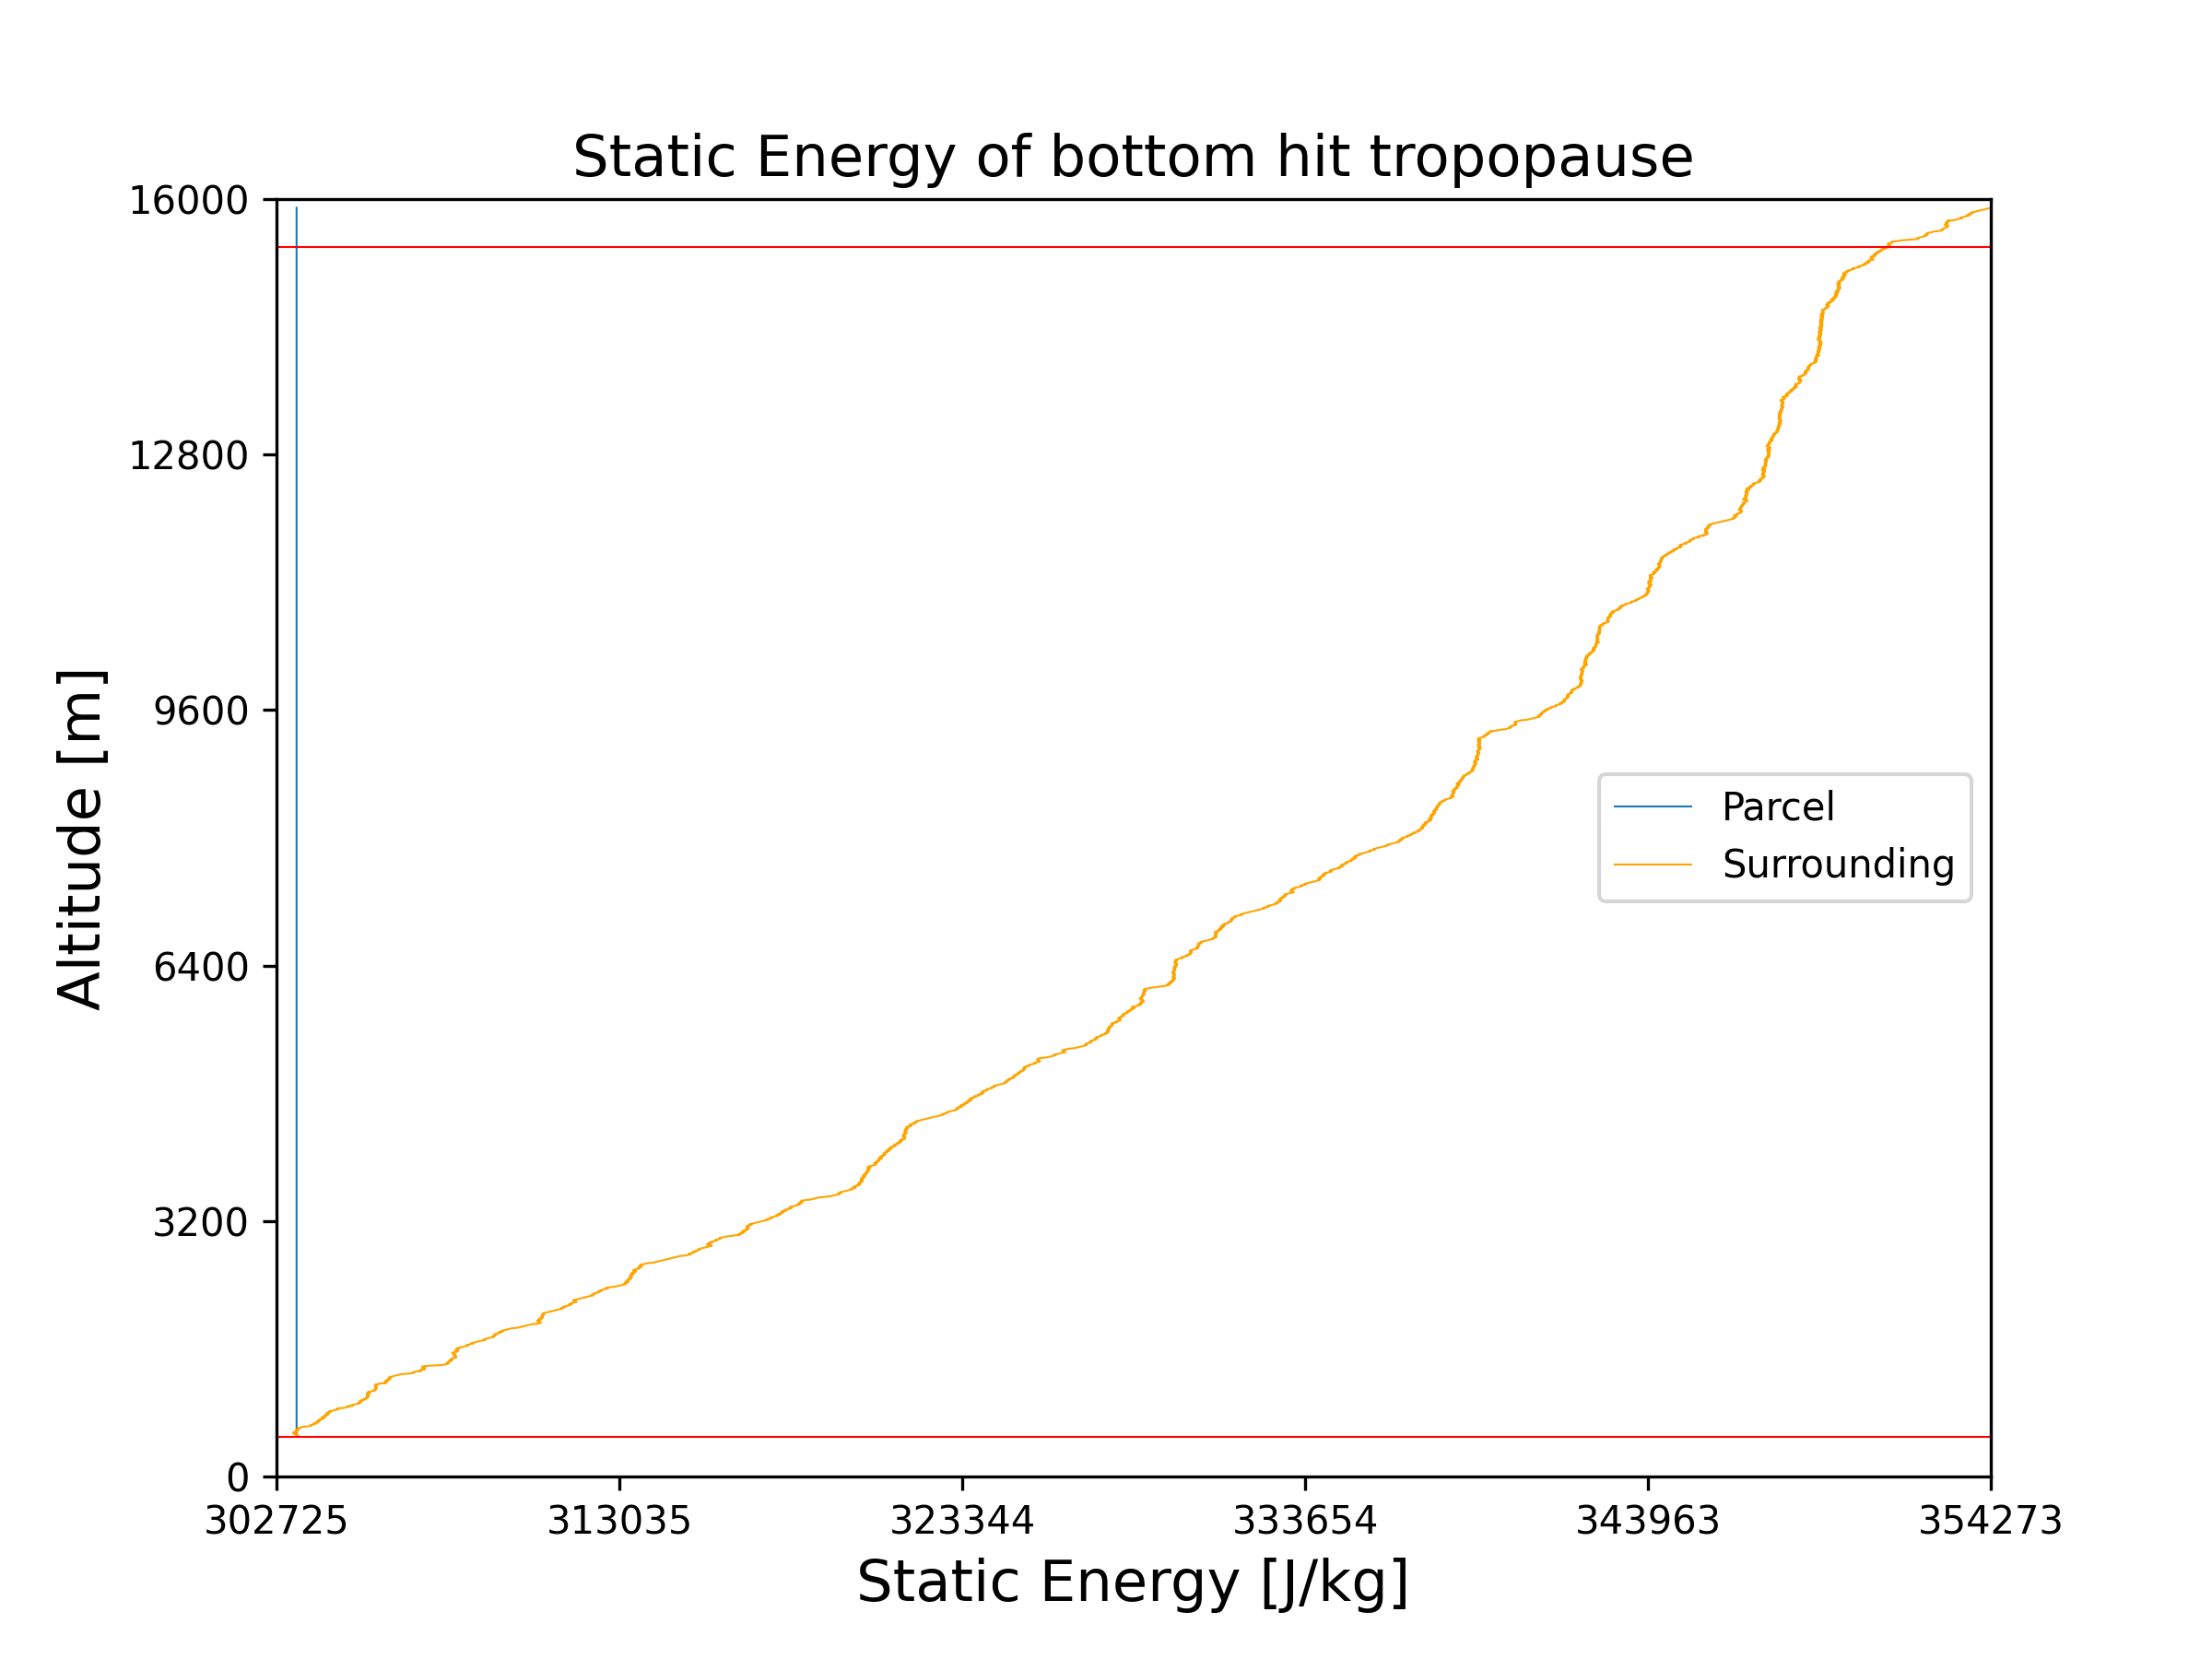 Static Energy of bottom hit tropopause
16000
12800
9600
6400
3200
0
Altitude [m]
Parcel
Surrounding
302725 313035 323344 333654 343963 354273
Static Energy [J/kg]